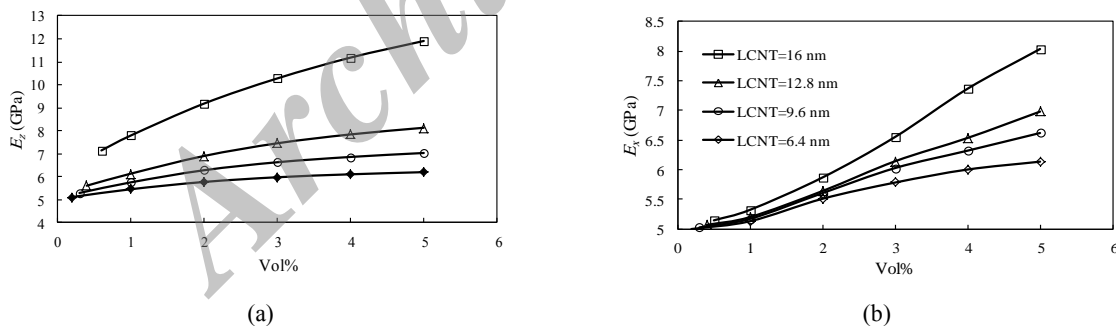 13
12
11
10
9
8
7
6
5
4
E_z (GPa)
0 1 2 3 4 5 6
Vol%
(a)
8.5
8
7.5
7
6.5
6
5.5
5
E_x (GPa)
LCNT=16 nm
LCNT=12.8 nm
LCNT=9.6 nm
LCNT=6.4 nm
0 1 2 3 4 5 6
Vol%
(b)